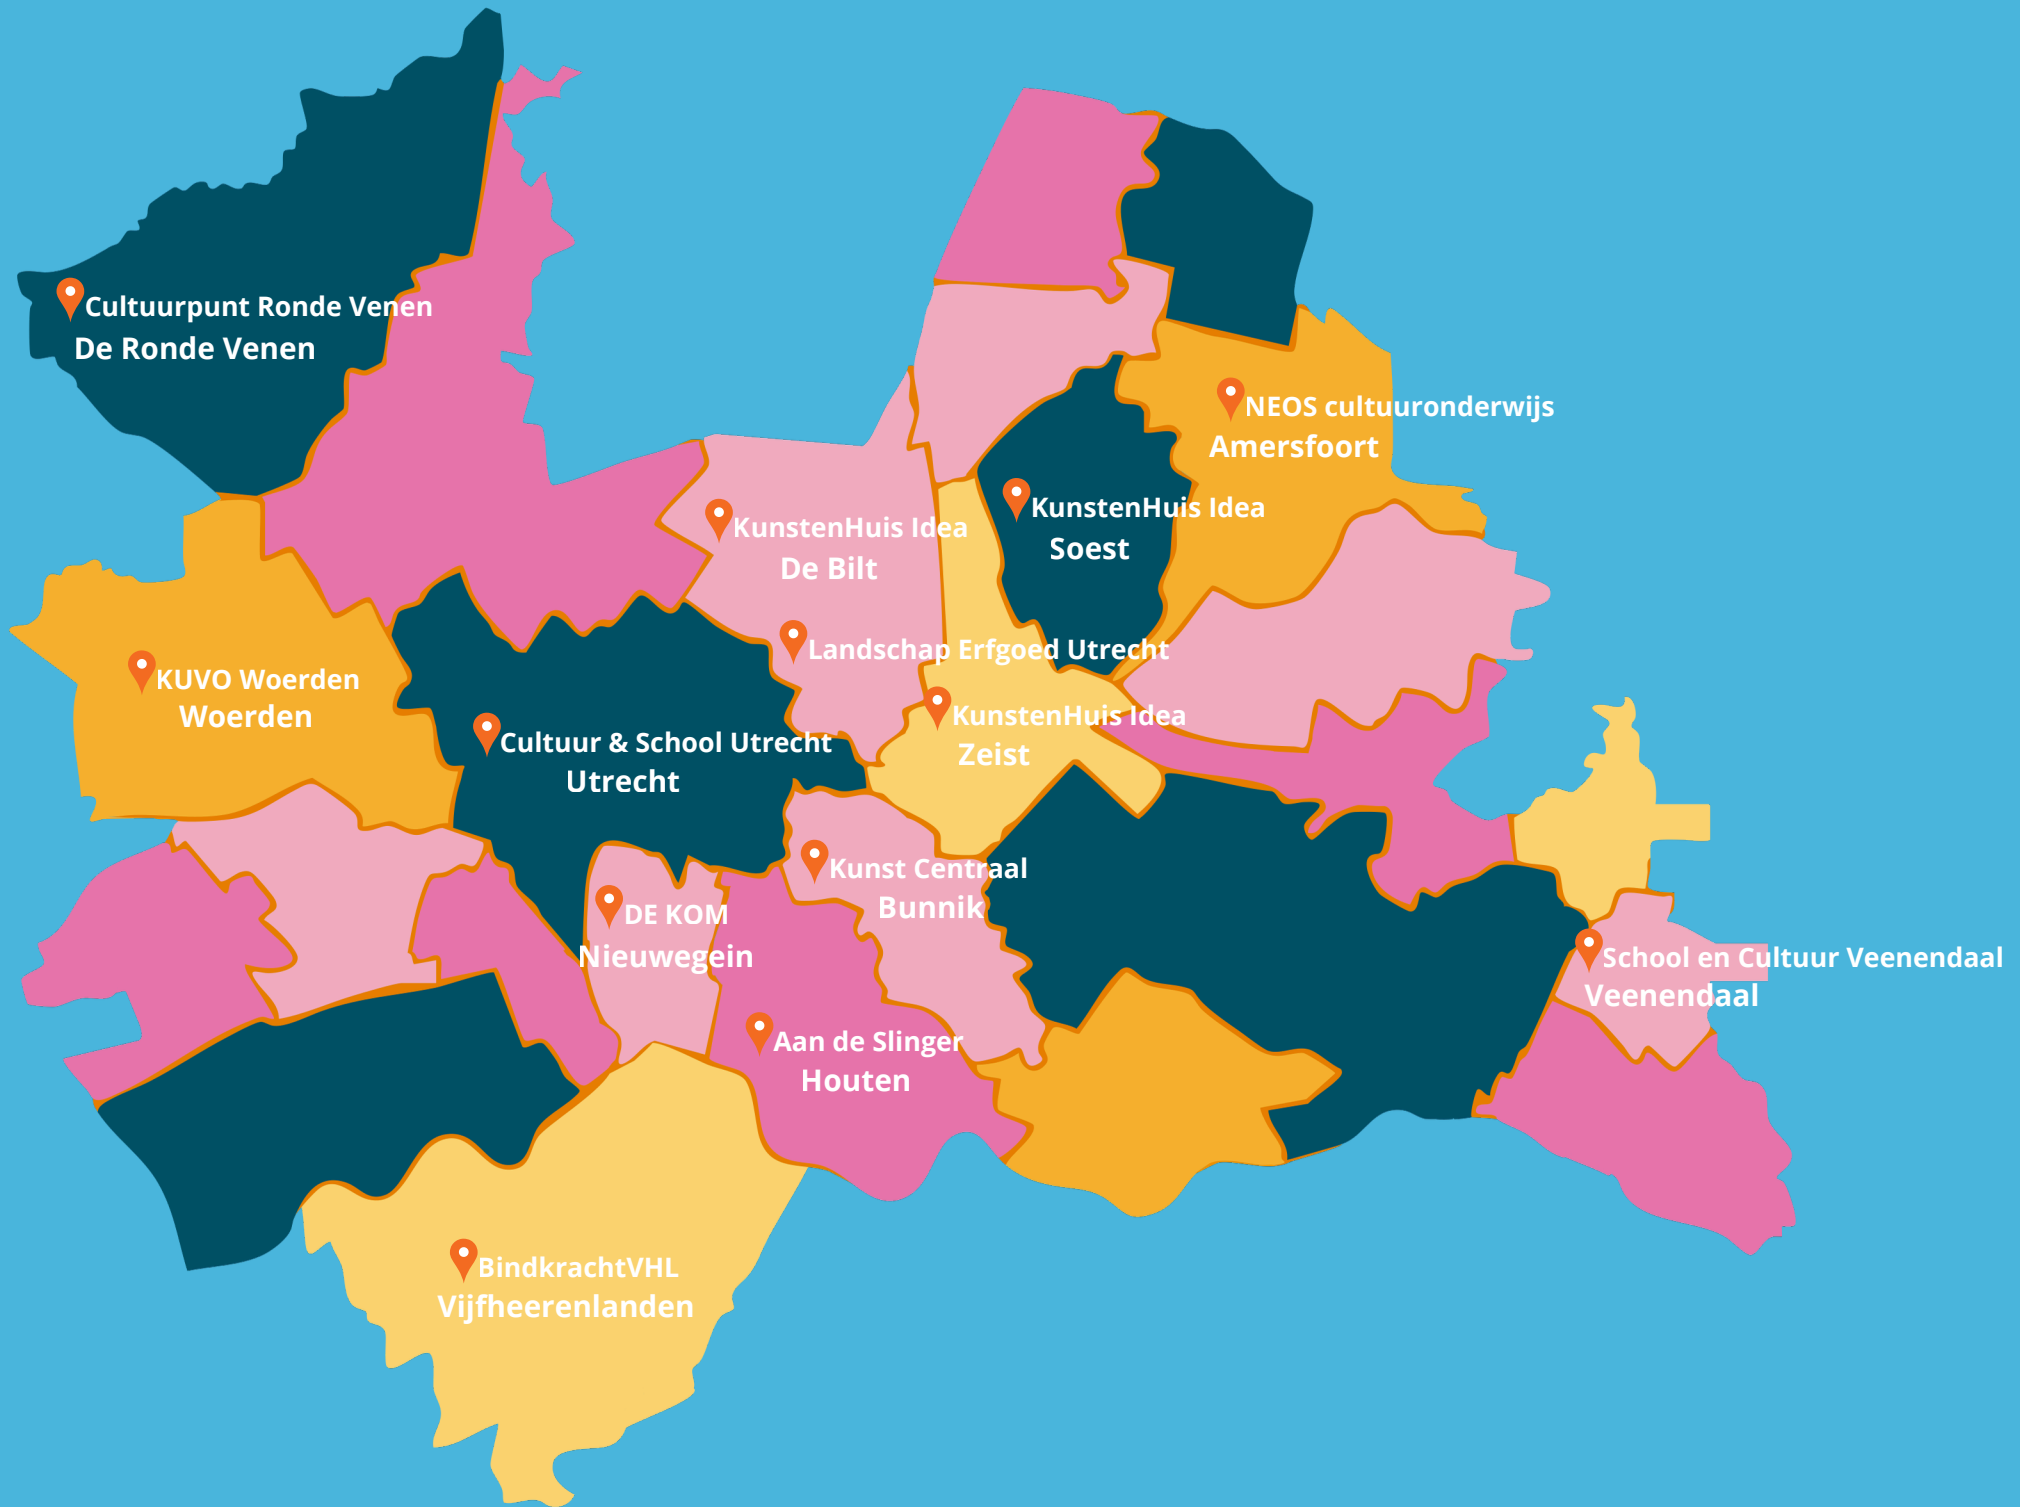 Cultuurpunt Ronde Venen
De Ronde Venen
NEOS cultuuronderwijs
Amersfoort
KunstenHuis Idea
Soest
KunstenHuis Idea
De Bilt
Landschap Erfgoed Utrecht
KUVO Woerden
Woerden
KunstenHuis Idea
Zeist
Cultuur & School Utrecht
Utrecht
Kunst Centraal
Bunnik
DE KOM
Nieuwegein
School en Cultuur Veenendaal
Veenendaal
Aan de Slinger
Houten
BindkrachtVHL
Vijfheerenlanden